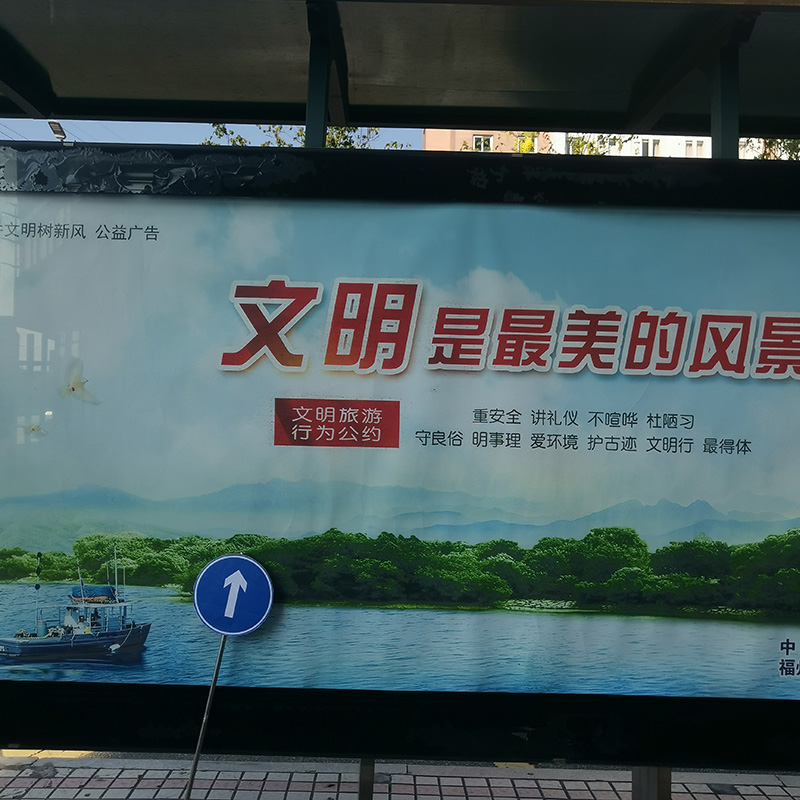 文明树新风 公益广告
文明是最美的风景
文明旅游
行为公约
重安全 讲礼仪 不喧哗 杜陋习
守良俗 明事理 爱环境 护古迹 文明行 最得体
中
福